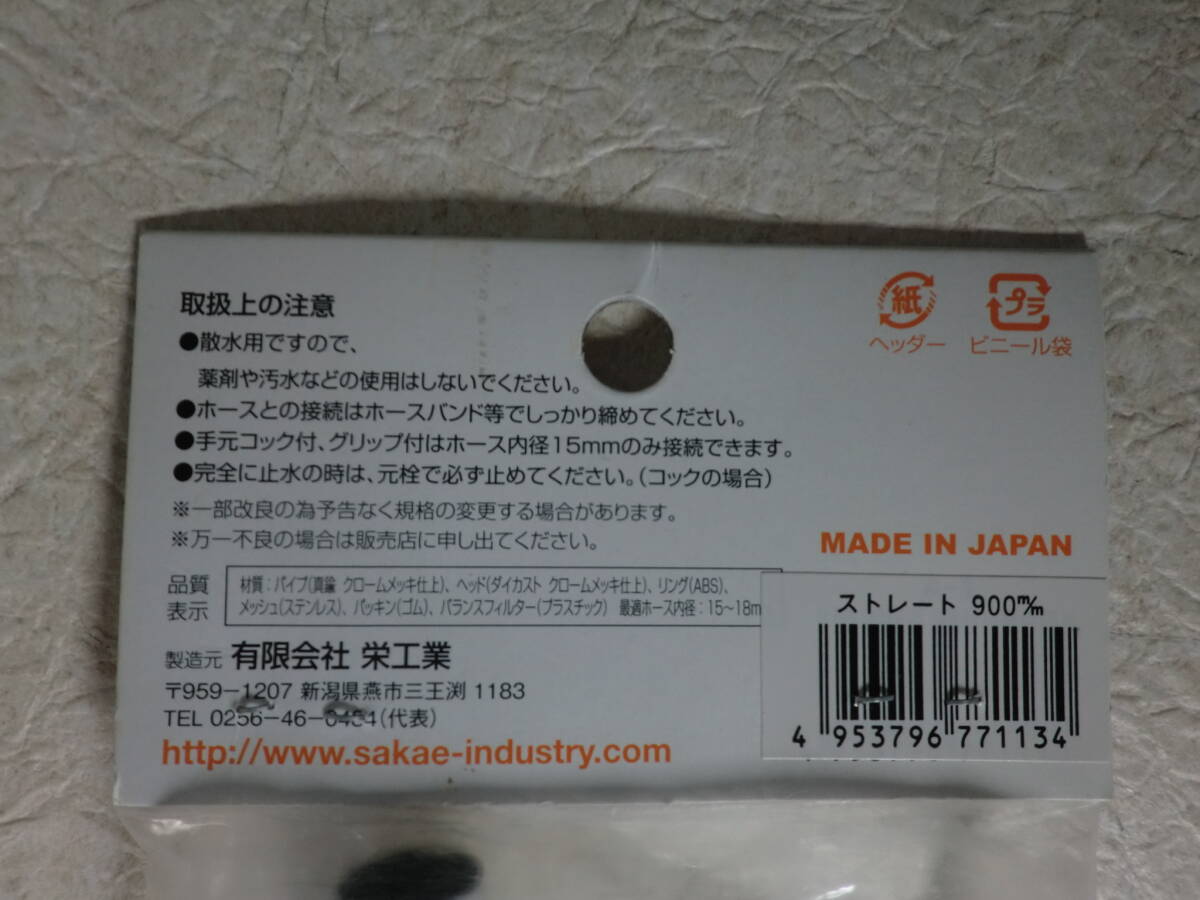 取扱上の注意
●散水用ですので、
薬剤や汚水などの使用はしないでください。
●ホースとの接続はホースバンド等でしっかり締めてください。
●手元コック付、グリップ付はホース内径15mmのみ接続できます。
●完全に止水の時は、元栓で必ず止めてください。(コックの場合)
※一部改良の為予告なく規格の変更する場合があります。
※万一不良の場合は販売店に申し出てください。
品質
表示
材質:パイプ(真鍮 クロームメッキ仕上)、ヘッド(ダイカスト クロームメッキ仕上)、リング(ABS)、
メッシュ(ステンレス)、パッキン(ゴム)、バランスフィルター(プラスチック) 最適ホース内径:15〜18m
製造元 有限会社 栄工業
〒959-1207 新潟県燕市三王渕 1183
TEL 0256-46-(代表)
http://www.sakae-industry.com
紙
ヘッダー
プラ
ビニール袋
MADE IN JAPAN
ストレート 900㎜
4 953796 771134